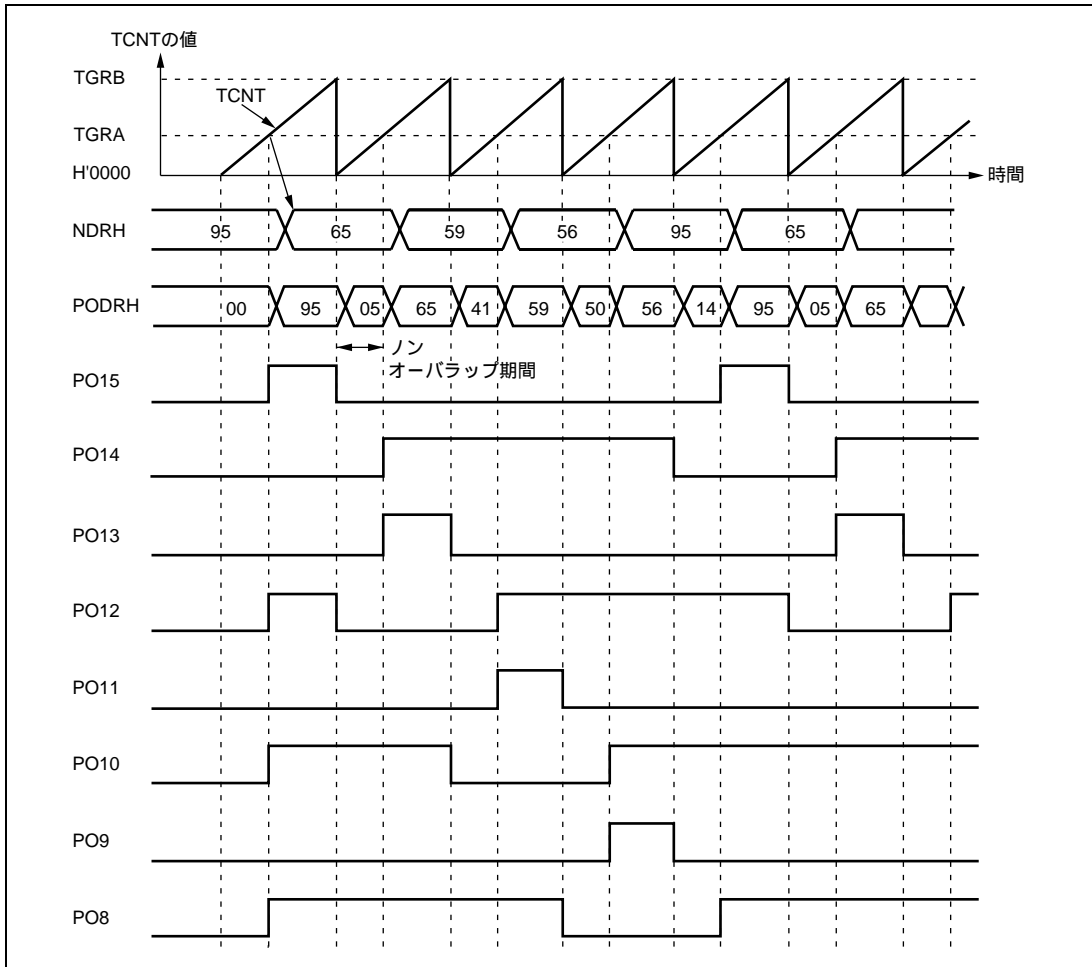 TCNTの値
TGRB
TCNT
TGRA
H'0000
時間
NDRH 95 65 59 56 95 65
PODRH 00 95 05 65 41 59 50 56 14 95 05 65
ノン
オーバラップ期間
PO15
PO14
PO13
PO12
PO11
PO10
PO9
PO8